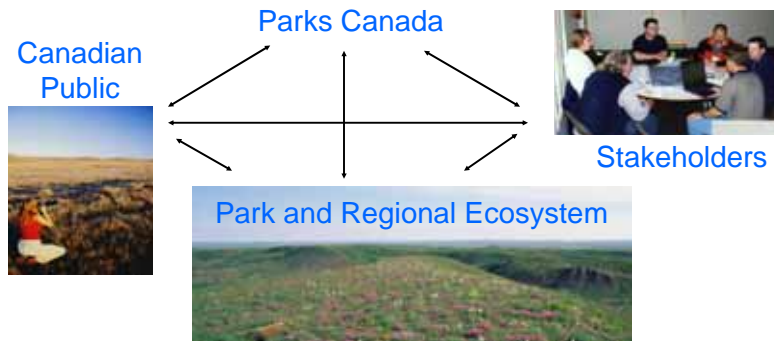 Parks Canada
Canadian
Public
Stakeholders
Park and Regional Ecosystem